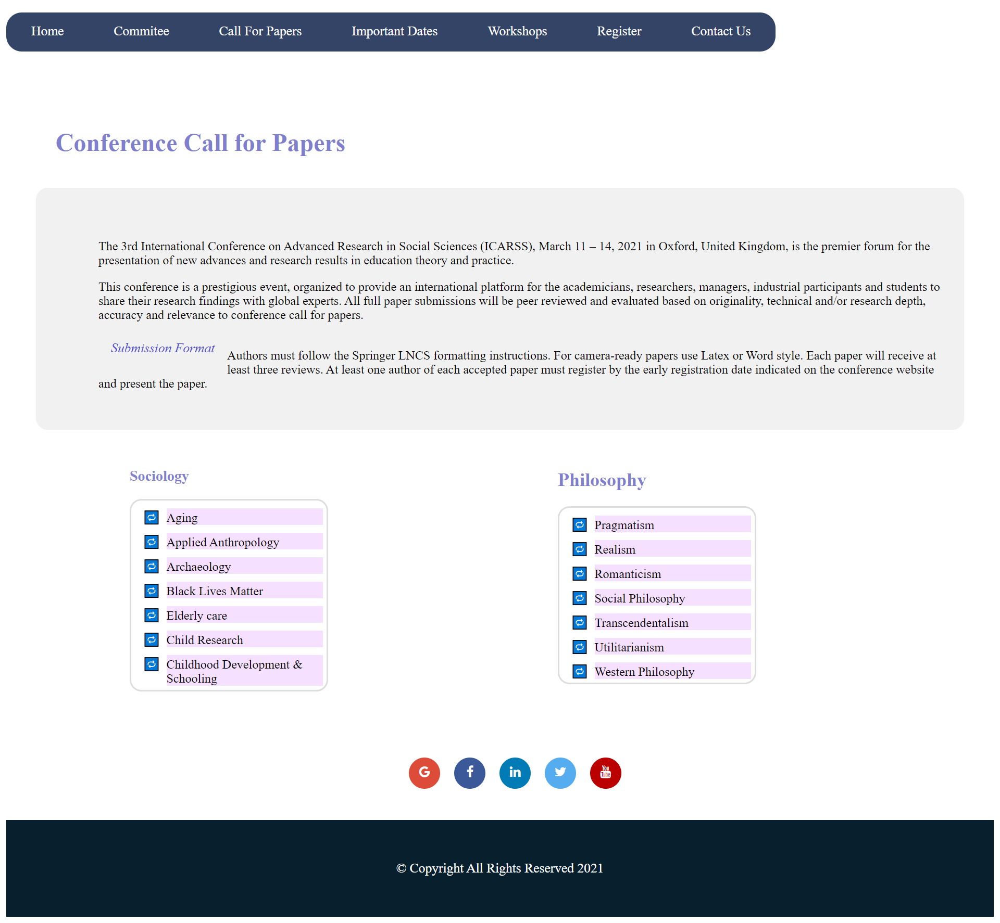 Home Commitee Call For Papers Important Dates Workshops Register Contact Us
Conference Call for Papers
The 3rd International Conference on Advanced Research in Social Sciences (ICARSS), March 11 – 14, 2021 in Oxford, United Kingdom, is the premier forum for the
presentation of new advances and research results in education theory and practice.
This conference is a prestigious event, organized to provide an international platform for the academicians, researchers, managers, industrial participants and students to
share their research findings with global experts. All full paper submissions will be peer reviewed and evaluated based on originality, technical and/or research depth,
accuracy and relevance to conference call for papers.
Submission Format
Authors must follow the Springer LNCS formatting instructions. For camera-ready papers use Latex or Word style. Each paper will receive at
least three reviews. At least one author of each accepted paper must register by the early registration date indicated on the conference website
and present the paper.
Sociology
Aging
Applied Anthropology
Archaeology
Black Lives Matter
Elderly care
Child Research
Childhood Development &
Schooling
Philosophy
Pragmatism
Realism
Romanticism
Social Philosophy
Transcendentalism
Utilitarianism
Western Philosophy
G f in You
Tube
© Copyright All Rights Reserved 2021